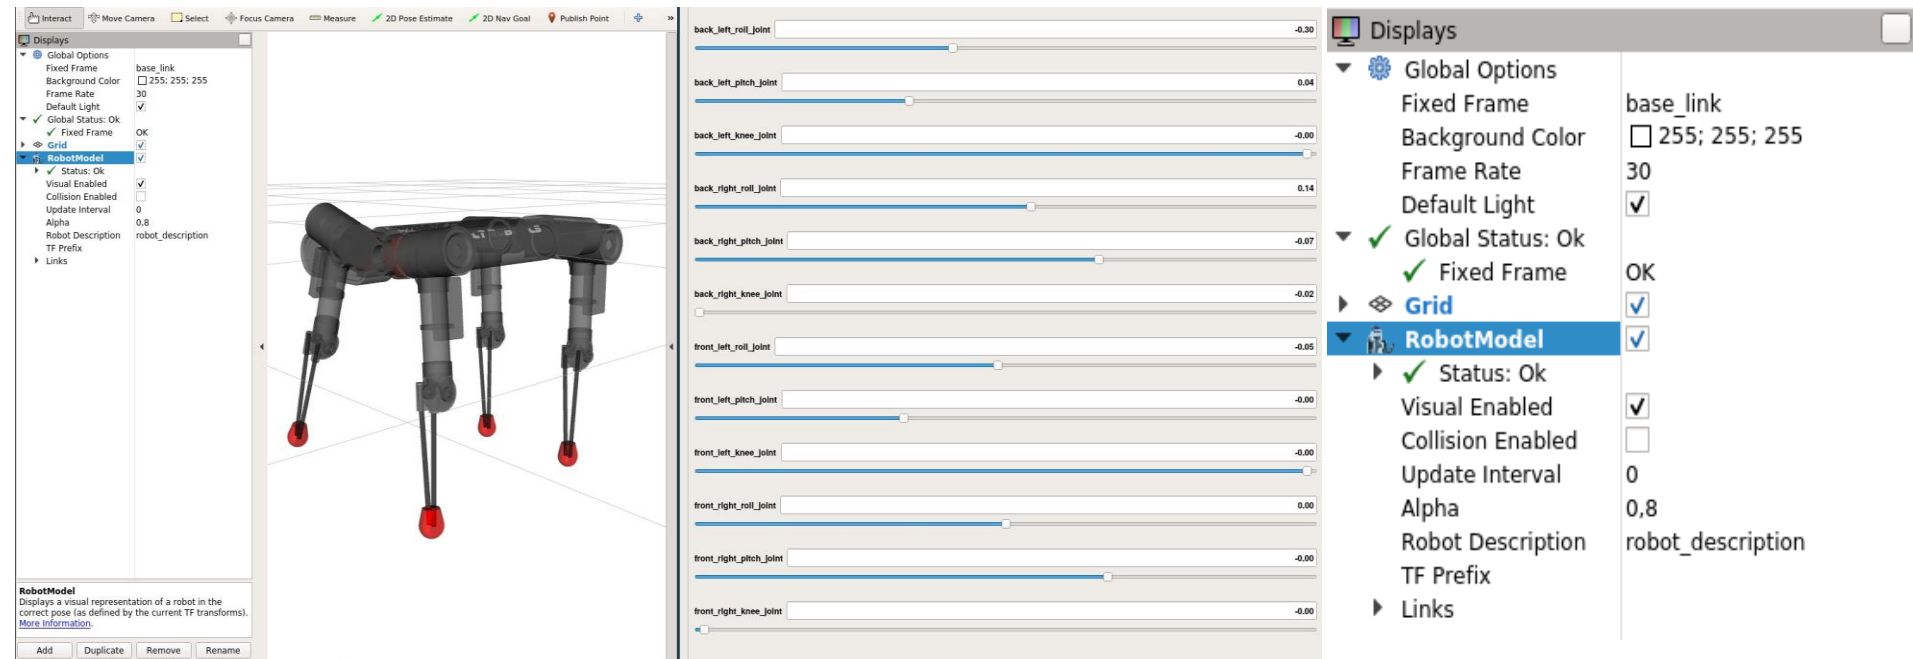 Interact Move Camera Select Focus Camera Measure 2D Pose Estimate 2D Nav Goal Publish Point »
Displays
Global Options
Fixed Frame base_link
Background Color 255; 255; 255
Frame Rate 30
Default Light
Global Status: Ok
Fixed Frame OK
Grid
RobotModel
Status: Ok
Visual Enabled
Collision Enabled
Update Interval 0
Alpha 0,8
Robot Description robot_description
TF Prefix
Links
RobotModel
Displays a visual representation of a robot in the
correct pose (as defined by the current TF transforms).
More Information.
Add Duplicate Remove Rename
back_left_roll_joint -0.30
back_left_pitch_joint 0.04
back_left_knee_joint -0.00
back_right_roll_joint 0.14
back_right_pitch_joint -0.07
back_right_knee_joint -0.02
front_left_roll_joint -0.05
front_left_pitch_joint -0.00
front_left_knee_joint -0.00
front_right_roll_joint 0.00
front_right_pitch_joint -0.00
front_right_knee_joint -0.00
Displays
Global Options
Fixed Frame base_link
Background Color 255; 255; 255
Frame Rate 30
Default Light
Global Status: Ok
Fixed Frame OK
Grid
RobotModel
Status: Ok
Visual Enabled
Collision Enabled
Update Interval 0
Alpha 0,8
Robot Description robot_description
TF Prefix
Links